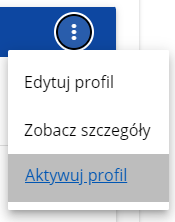 Edytuj profil
Zobacz szczegóły
Aktywuj profil